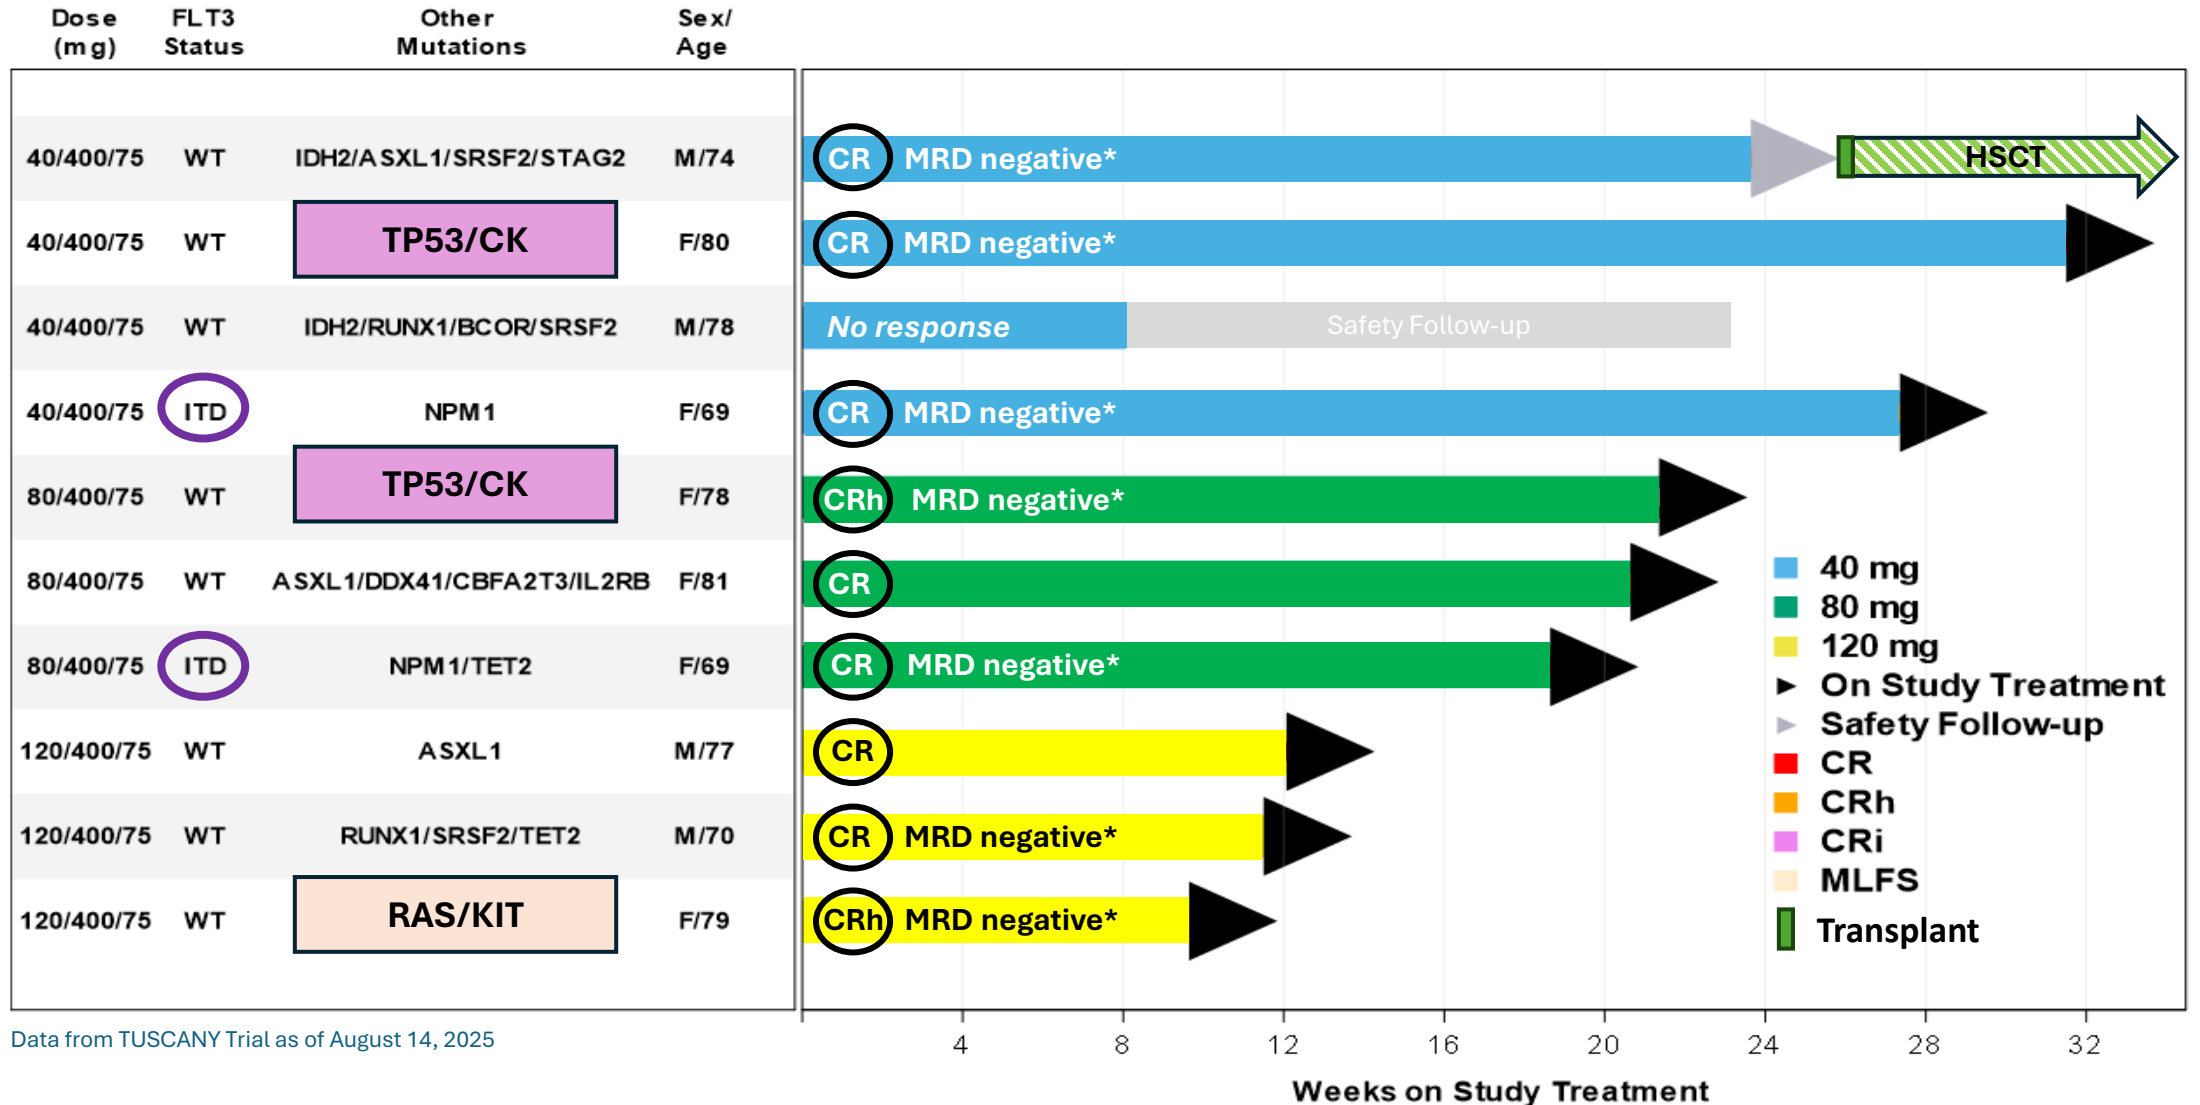 Dose (mg) FLT3 Status Other Mutations Sex/ Age
40/400/75 WT IDH2/ASXL1/SRSF2/STAG2 M/74 CR MRD negative* HSCT
40/400/75 WT TP53/CK F/80 CR MRD negative*
40/400/75 WT IDH2/RUNX1/BCOR/SRSF2 M/78 No response Safety Follow-up
40/400/75 ITD NPM1 F/69 CR MRD negative*
80/400/75 WT TP53/CK F/78 CRh MRD negative*
80/400/75 WT ASXL1/DDX41/CBFA2T3/IL2RB F/81 CR
80/400/75 ITD NPM1/TET2 F/69 CR MRD negative*
120/400/75 WT ASXL1 M/77 CR
120/400/75 WT RUNX1/SRSF2/TET2 M/70 CR MRD negative*
120/400/75 WT RAS/KIT F/79 CRh MRD negative*
40 mg
80 mg
120 mg
On Study Treatment
Safety Follow-up
CR
CRh
CRi
MLFS
Transplant
4 8 12 16 20 24 28 32
Weeks on Study Treatment
Data from TUSCANY Trial as of August 14, 2025